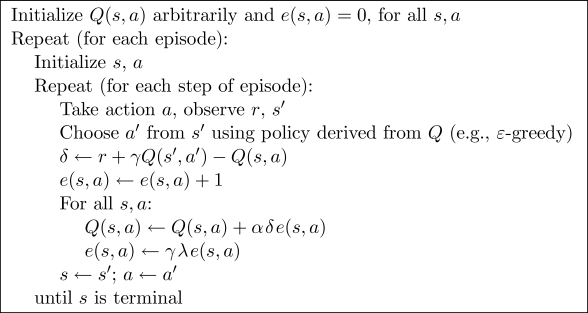 Initialize Q(s, a) arbitrarily and e(s, a) = 0, for all s, a
Repeat (for each episode):
Initialize s, a
Repeat (for each step of episode):
Take action a, observe r, s′
Choose a′ from s′ using policy derived from Q (e.g., ε-greedy)
δ ← r + γQ(s′, a′) − Q(s, a)
e(s, a) ← e(s, a) + 1
For all s, a:
Q(s, a) ← Q(s, a) + αδe(s, a)
e(s, a) ← γλe(s, a)
s ← s′; a ← a′
until s is terminal